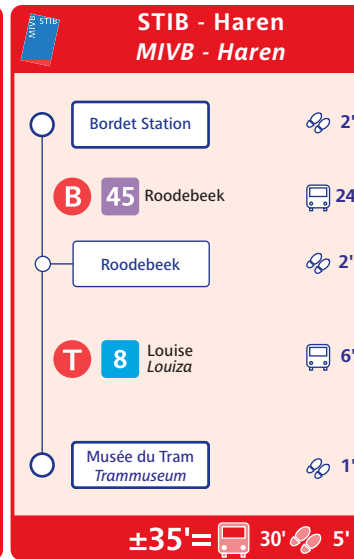 MIVB STIB
STIB - Haren
MIVB - Haren
Bordet Station 2'
B 45 Roodebeek 24
Roodebeek 2'
T 8 Louise 6'
Louiza
Musée du Tram 1'
Trammuseum
±35'= 30' 5'